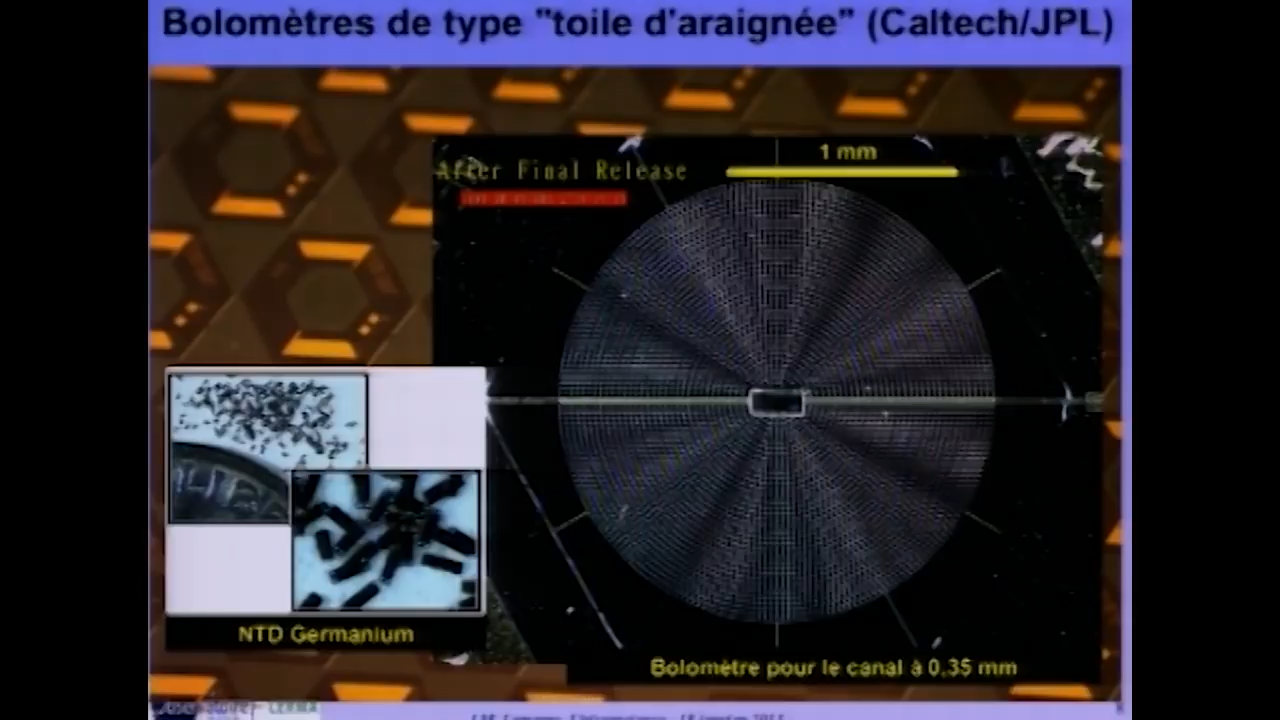 Bolomètres de type "toile d'araignée" (Caltech/JPL)
1 mm
After Final Release
NTD Germanium
Bolomètre pour le canal à 0,35 mm